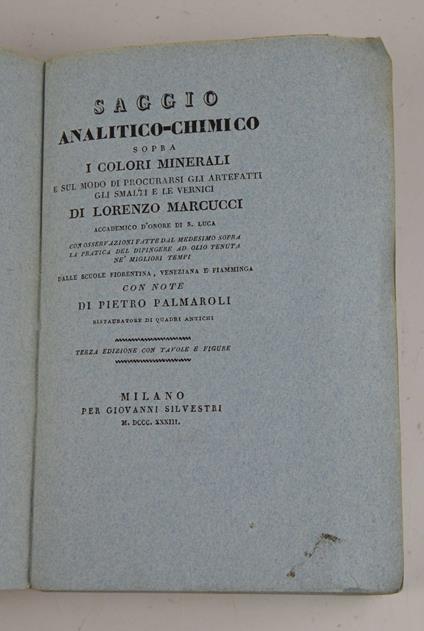 SAGGIO
ANALITICO-CHIMICO
SOPRA
I COLORI MINERALI
E SUL MODO DI PROCURARSI GLI ARTEFATTI
GLI SMALTI E LE VERNICI
DI LORENZO MARCUCCI
ACCADEMICO D'ONORE DI S. LUCA
CON OSSERVAZIONI FATTE DAL MEDESIMO SOPRA
LA PRATICA DEL DIPINGERE AD OLIO TENUTA
NE' MIGLIORI TEMPI
DALLE SCUOLE FIORENTINA, VENEZIANA E FIAMMINGA
CON NOTE
DI PIETRO PALMAROLI
RISTAURATORE DI QUADRI ANTICHI
TERZA EDIZIONE CON TAVOLE E FIGURE
MILANO
PER GIOVANNI SILVESTRI
M. DCCC. XXXIII.